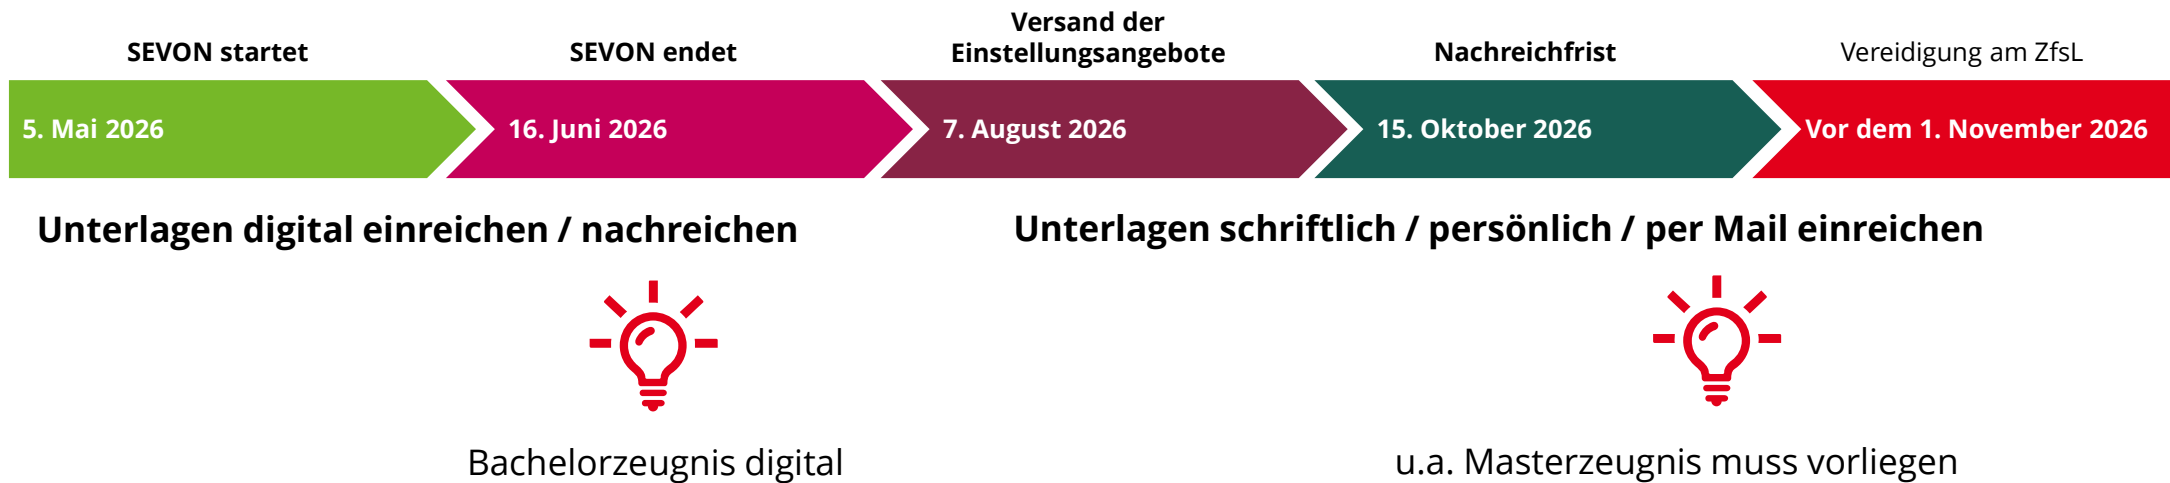 SEVON startet
SEVON endet
Versand der
Einstellungsangebote
Nachreichfrist
Vereidigung am ZfsL
5. Mai 2026
16. Juni 2026
7. August 2026
15. Oktober 2026
Vor dem 1. November 2026
Unterlagen digital einreichen / nachreichen
Unterlagen schriftlich / persönlich / per Mail einreichen
Bachelorzeugnis digital
u.a. Masterzeugnis muss vorliegen